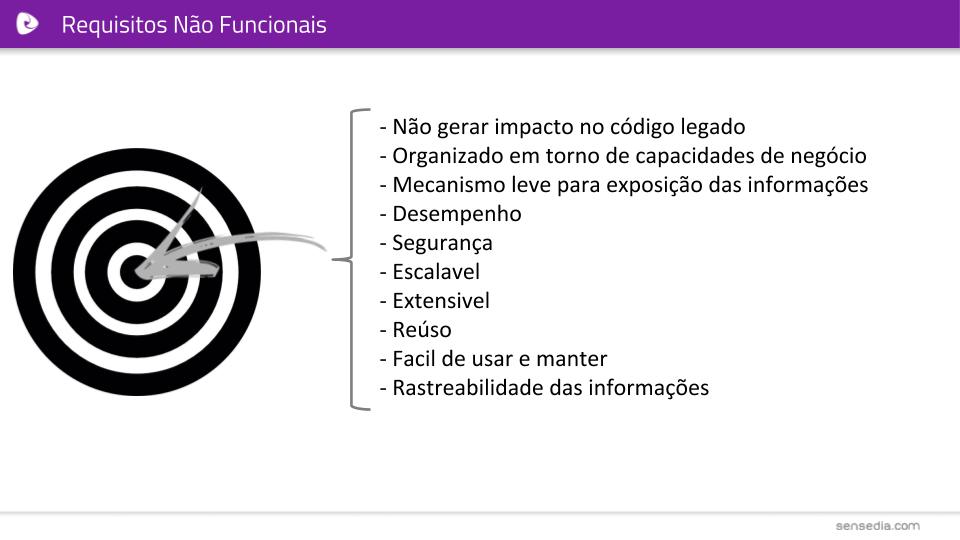 Requisitos Não Funcionais
- Não gerar impacto no código legado
- Organizado em torno de capacidades de negócio
- Mecanismo leve para exposição das informações
- Desempenho
- Segurança
- Escalavel
- Extensivel
- Reúso
- Facil de usar e manter
- Rastreabilidade das informações
sensedia.com